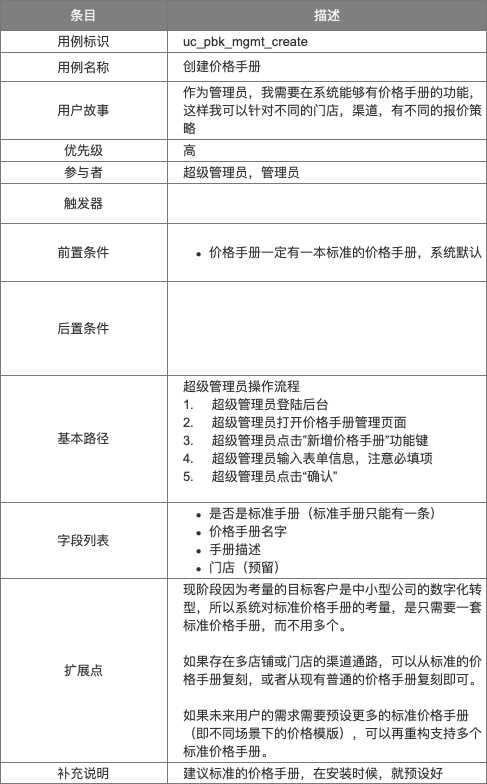 条目
描述
用例标识
uc_pbk_mgmt_create
用例名称
创建价格手册
用户故事
作为管理员，我需要在系统能够有价格手册的功能，
这样我可以针对不同的门店，渠道，有不同的报价策
略
优先级
高
参与者
超级管理员，管理员
触发器
前置条件
• 价格手册一定有一本标准的价格手册，系统默认
后置条件
基本路径
超级管理员操作流程
1. 超级管理员登陆后台
2. 超级管理员打开价格手册管理页面
3. 超级管理员点击”新增价格手册”功能键
4. 超级管理员输入表单信息，注意必填项
5. 超级管理员点击“确认”
字段列表
• 是否是标准手册（标准手册只能有一条）
• 价格手册名字
• 手册描述
• 门店（预留）
扩展点
现阶段因为考量的目标客户是中小型公司的数字化转
型，所以系统对标准价格手册的考量，是只需要一套
标准价格手册，而不用多个。
如果存在多店铺或门店的渠道通路，可以从标准的价
格手册复刻，或者从现有普通的价格手册复刻即可。
如果未来用户的需求需要预设更多的标准价格手册
（即不同场景下的价格模版），可以再重构支持多个
标准价格手册。
补充说明
建议标准的价格手册，在安装时候，就预设好